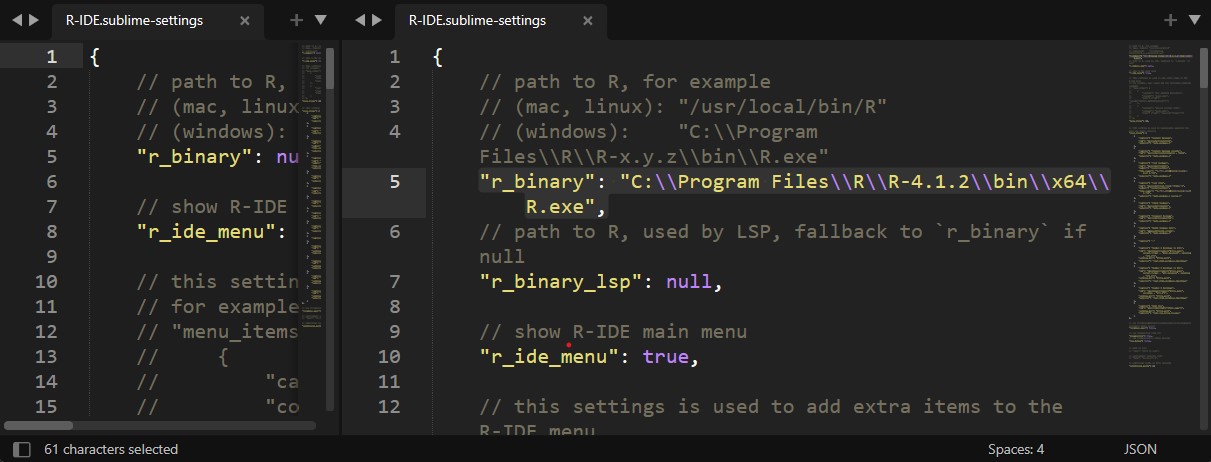 R-IDE.sublime-settings
1 {
2 // path to R,
3 // (mac, linux
4 // (windows):
5 "r_binary": nu
6
7 // show R-IDE
8 "r_ide_menu":
9
10 // this settin
11 // for example
12 // "menu_items
13 // {
14 // "ca
15 // "co
R-IDE.sublime-settings
1 {
2 // path to R, for example
3 // (mac, linux): "/usr/local/bin/R"
4 // (windows): "C:\\Program
Files\\R\\R-x.y.z\\bin\\R.exe"
5 "r_binary": "C:\\Program Files\\R\\R-4.1.2\\bin\\x64\\
R.exe",
6 // path to R, used by LSP, fallback to `r_binary` if
null
7 "r_binary_lsp": null,
8
9 // show R-IDE main menu
10 "r_ide_menu": true,
11
12 // this settings is used to add extra items to the
R-IDE menu
61 characters selected
Spaces: 4
JSON